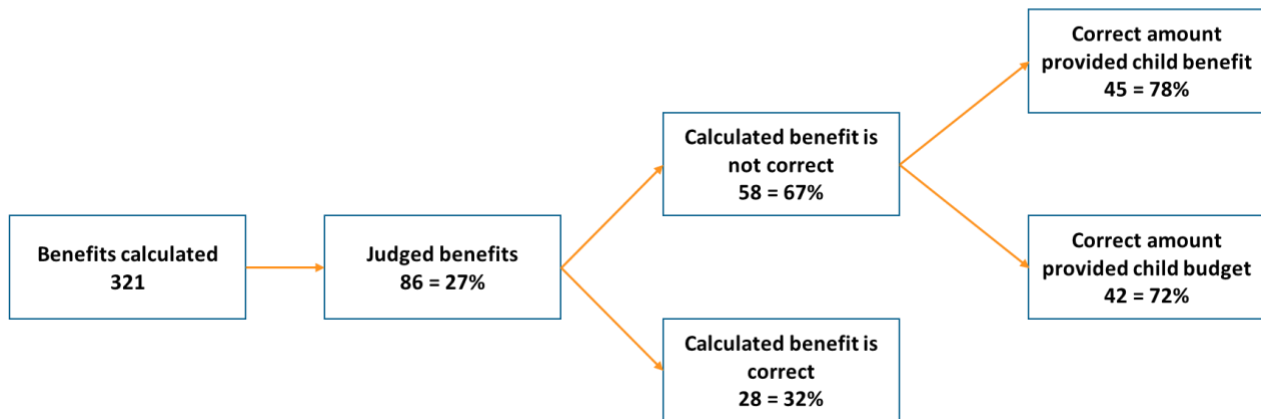 Benefits calculated
321
Judged benefits
86 = 27%
Calculated benefit is
not correct
58 = 67%
Calculated benefit is
correct
28 = 32%
Correct amount
provided child benefit
45 = 78%
Correct amount
provided child budget
42 = 72%